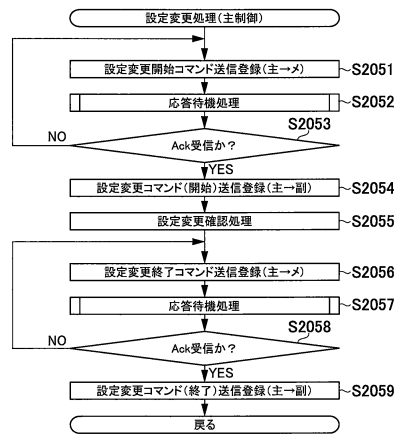 設定変更処理(主制御)
設定変更開始コマンド送信登録(主→メ)
S2051
応答待機処理
S2052
S2053
NO
Ack受信か?
YES
設定変更コマンド(開始)送信登録(主→副)
S2054
設定変更確認処理
S2055
設定変更終了コマンド送信登録(主→メ)
S2056
応答待機処理
S2057
S2058
NO
Ack受信か?
YES
設定変更コマンド(終了)送信登録(主→副)
S2059
戻る